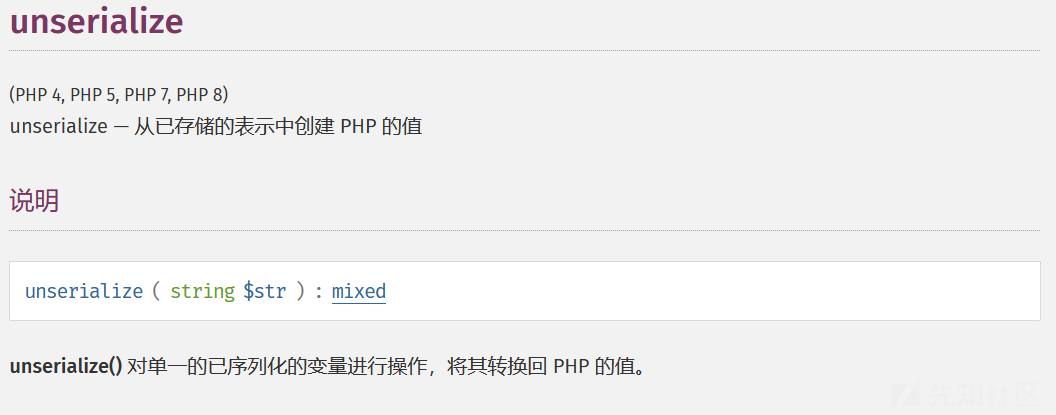 unserialize
(PHP 4, PHP 5, PHP 7, PHP 8)
unserialize — 从已存储的表示中创建 PHP 的值
说明
unserialize ( string $str ) : mixed
unserialize() 对单一的已序列化的变量进行操作，将其转换回 PHP 的值。
先知社区